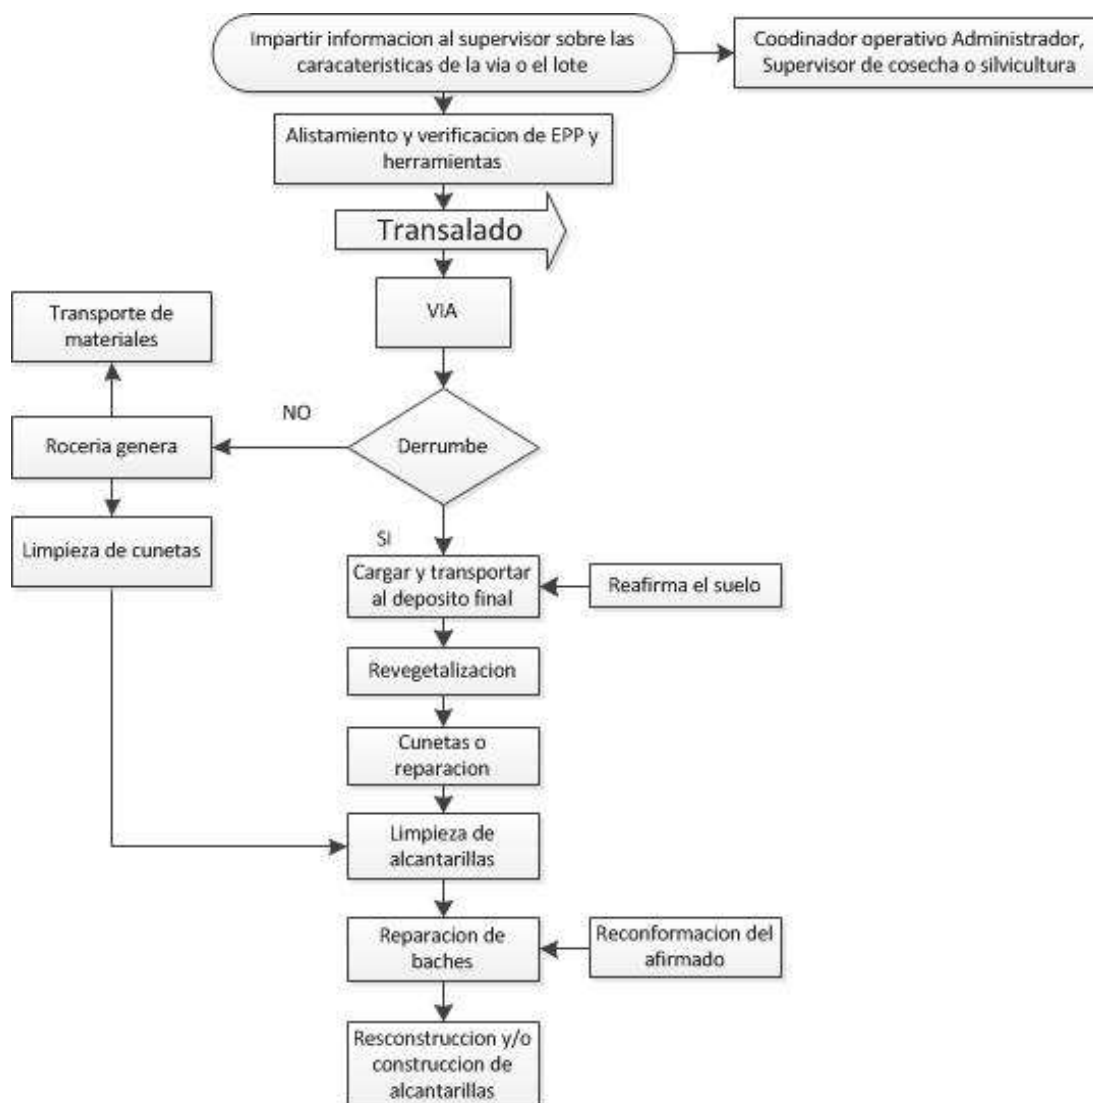 Impartir informacion al supervisor sobre las
caracateristicas de la via o el lote
Coodinador operativo Administrador,
Supervisor de cosecha o silvicultura
Alistamiento y verificacion de EPP y
herramientas
Transalado
VIA
Transporte de
materiales
NO
Roceria genera
Derrumbe
Limpieza de cunetas
SI
Cargar y transportar
al deposito final
Reafirma el suelo
Revegetalizacion
Cunetas o
reparacion
Limpieza de
alcantarillas
Reparacion de
baches
Reconformacion del
afirmado
Resconstruccion y/o
construccion de
alcantarillas